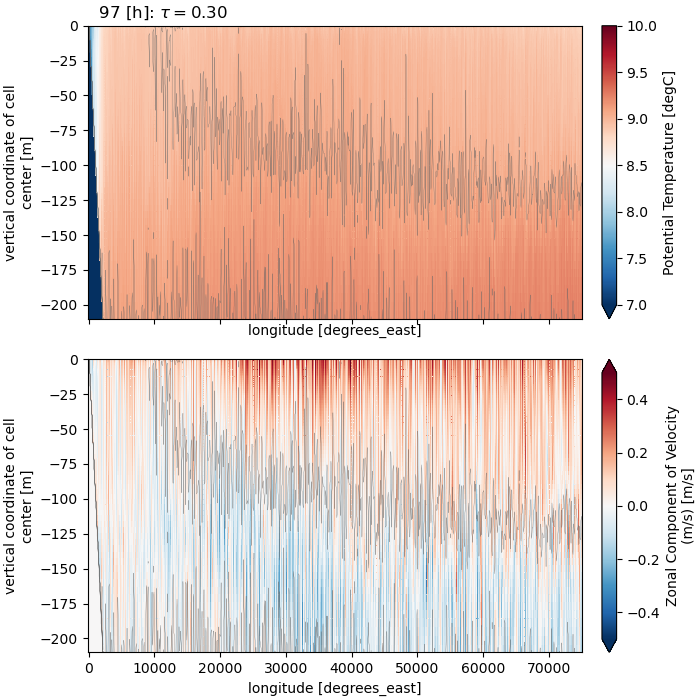 97 [h]: τ = 0.30
0
−25
−50
−75
−100
−125
−150
−175
−200
vertical coordinate of cell
center [m]
longitude [degrees_east]
10.0
9.5
9.0
8.5
8.0
7.5
7.0
Potential Temperature [degC]
0
−25
−50
−75
−100
−125
−150
−175
−200
vertical coordinate of cell
center [m]
0 10000 20000 30000 40000 50000 60000 70000
longitude [degrees_east]
0.4
0.2
0.0
−0.2
−0.4
Zonal Component of Velocity
(m/s) [m/s]